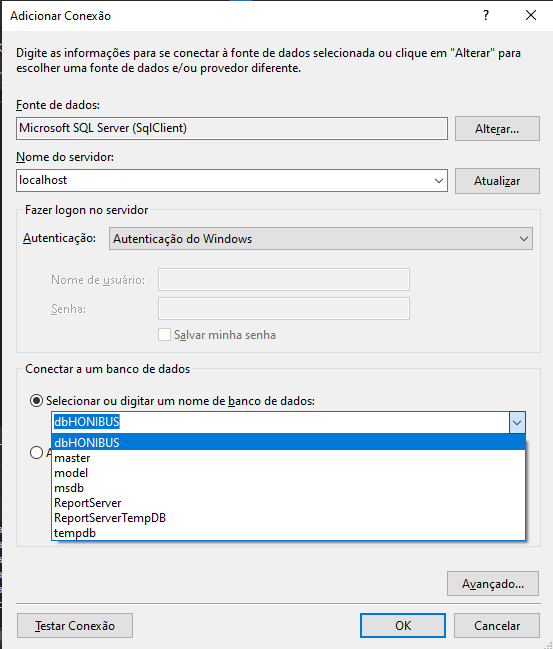 Adicionar Conexão
?
Digite as informações para se conectar à fonte de dados selecionada ou clique em "Alterar" para
escolher uma fonte de dados e/ou provedor diferente.
Fonte de dados:
Microsoft SQL Server (SqlClient)
Alterar...
Nome do servidor:
localhost
Atualizar
Fazer logon no servidor
Autenticação:
Autenticação do Windows
Nome de usuário:
Senha:
Salvar minha senha
Conectar a um banco de dados
Selecionar ou digitar um nome de banco de dados:
dbHONIBUS
dbHONIBUS
master
model
msdb
ReportServer
ReportServerTempDB
tempdb
Avançado...
Testar Conexão
OK
Cancelar